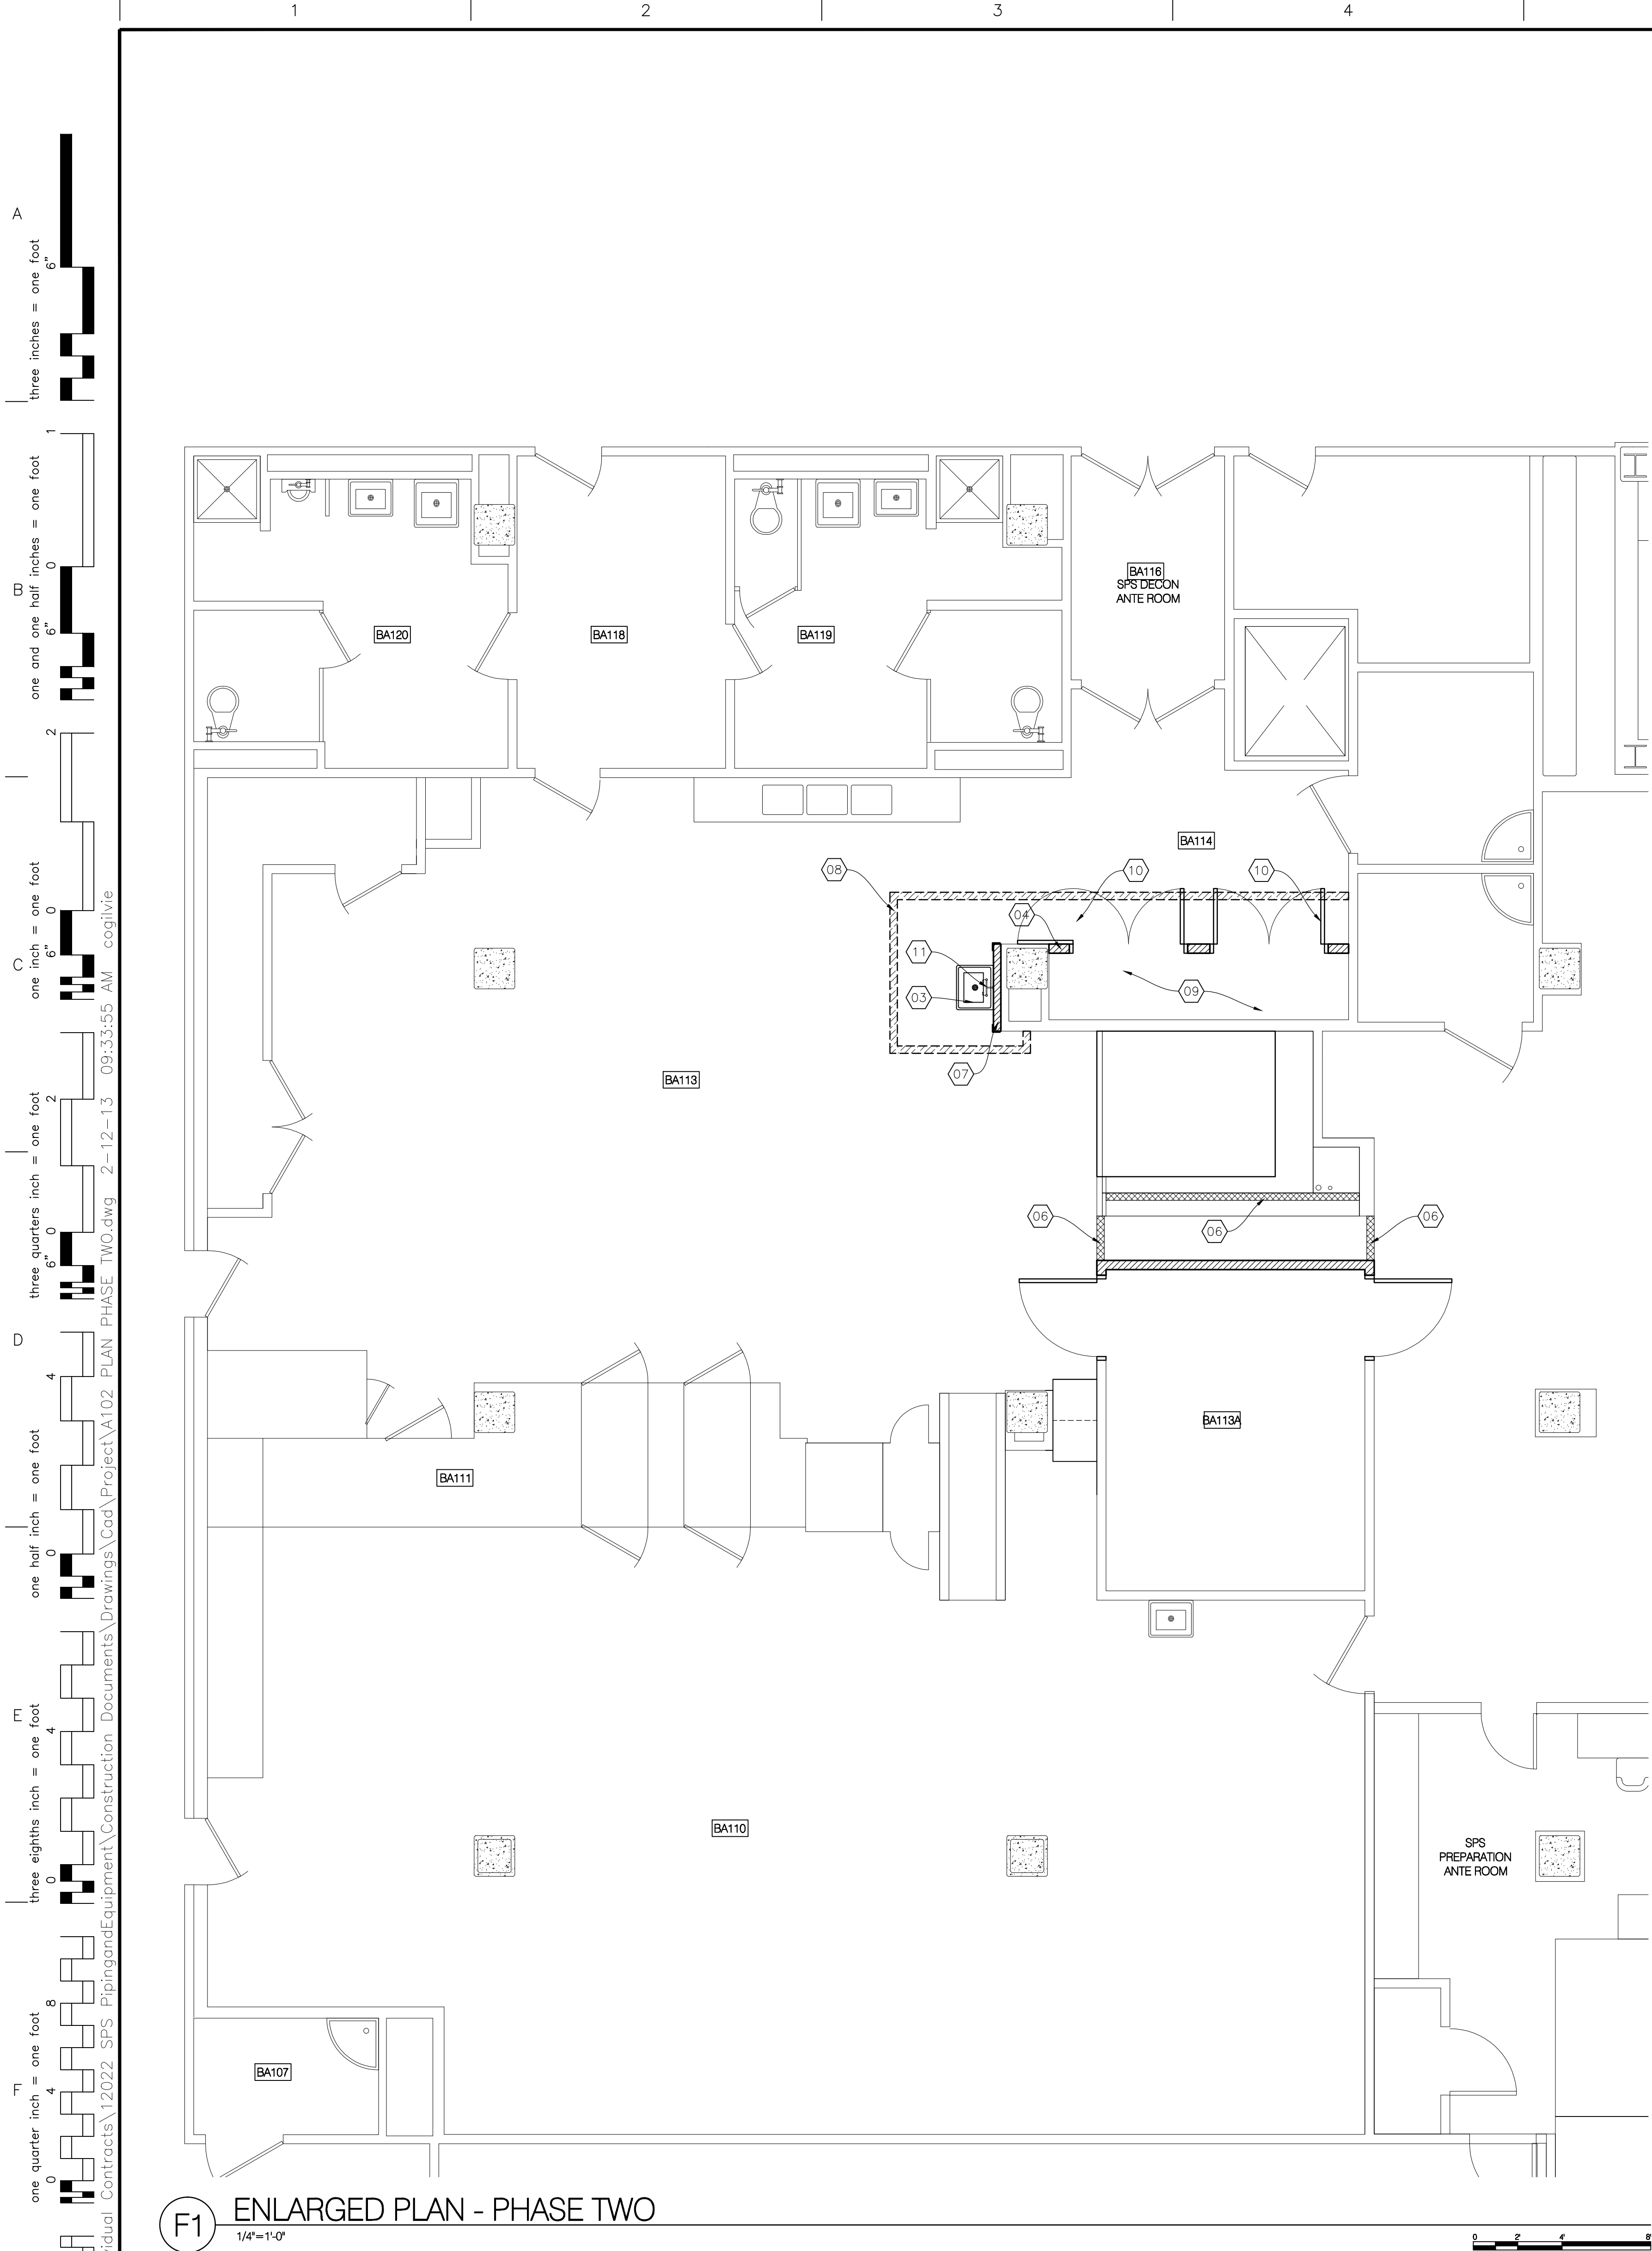 1
2
3
4
A
B
C
D
E
F
three inches = one foot
6"
one and one half inches = one foot
1
0
6"
one inch = one foot
2
0
6"
three quarters inch = one foot
2
0
6"
one half inch = one foot
4
0
three eighths inch = one foot
4
0
one quarter inch = one foot
8
4
0
vidual Contracts\12022 SPS PipingandEquipment\Construction Documents\Drawings\Cad\Project\A102 PLAN PHASE TWO.dwg 2-12-13 09:33:55 AM cogilvie
BA116
SPS DECON
ANTE ROOM
BA120
BA118
BA119
BA114
08
10
10
04
11
03
09
07
BA113
06
06
06
BA113A
BA111
BA110
SPS
PREPARATION
ANTE ROOM
BA107
F1
ENLARGED PLAN - PHASE TWO
1/4"=1'-0"
0 2' 4' 8'